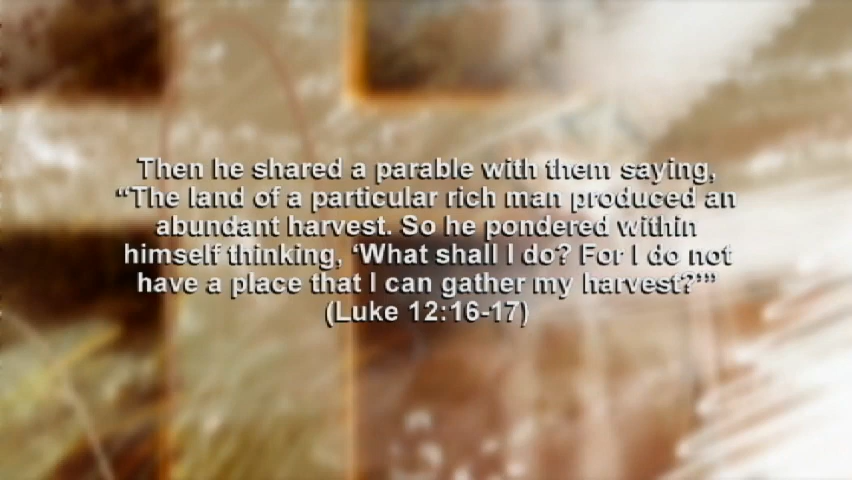 Then he shared a parable with them saying,
“The land of a particular rich man produced an
abundant harvest. So he pondered within
himself thinking, ‘What shall I do? For I do not
have a place that I can gather my harvest?’”
(Luke 12:16-17)